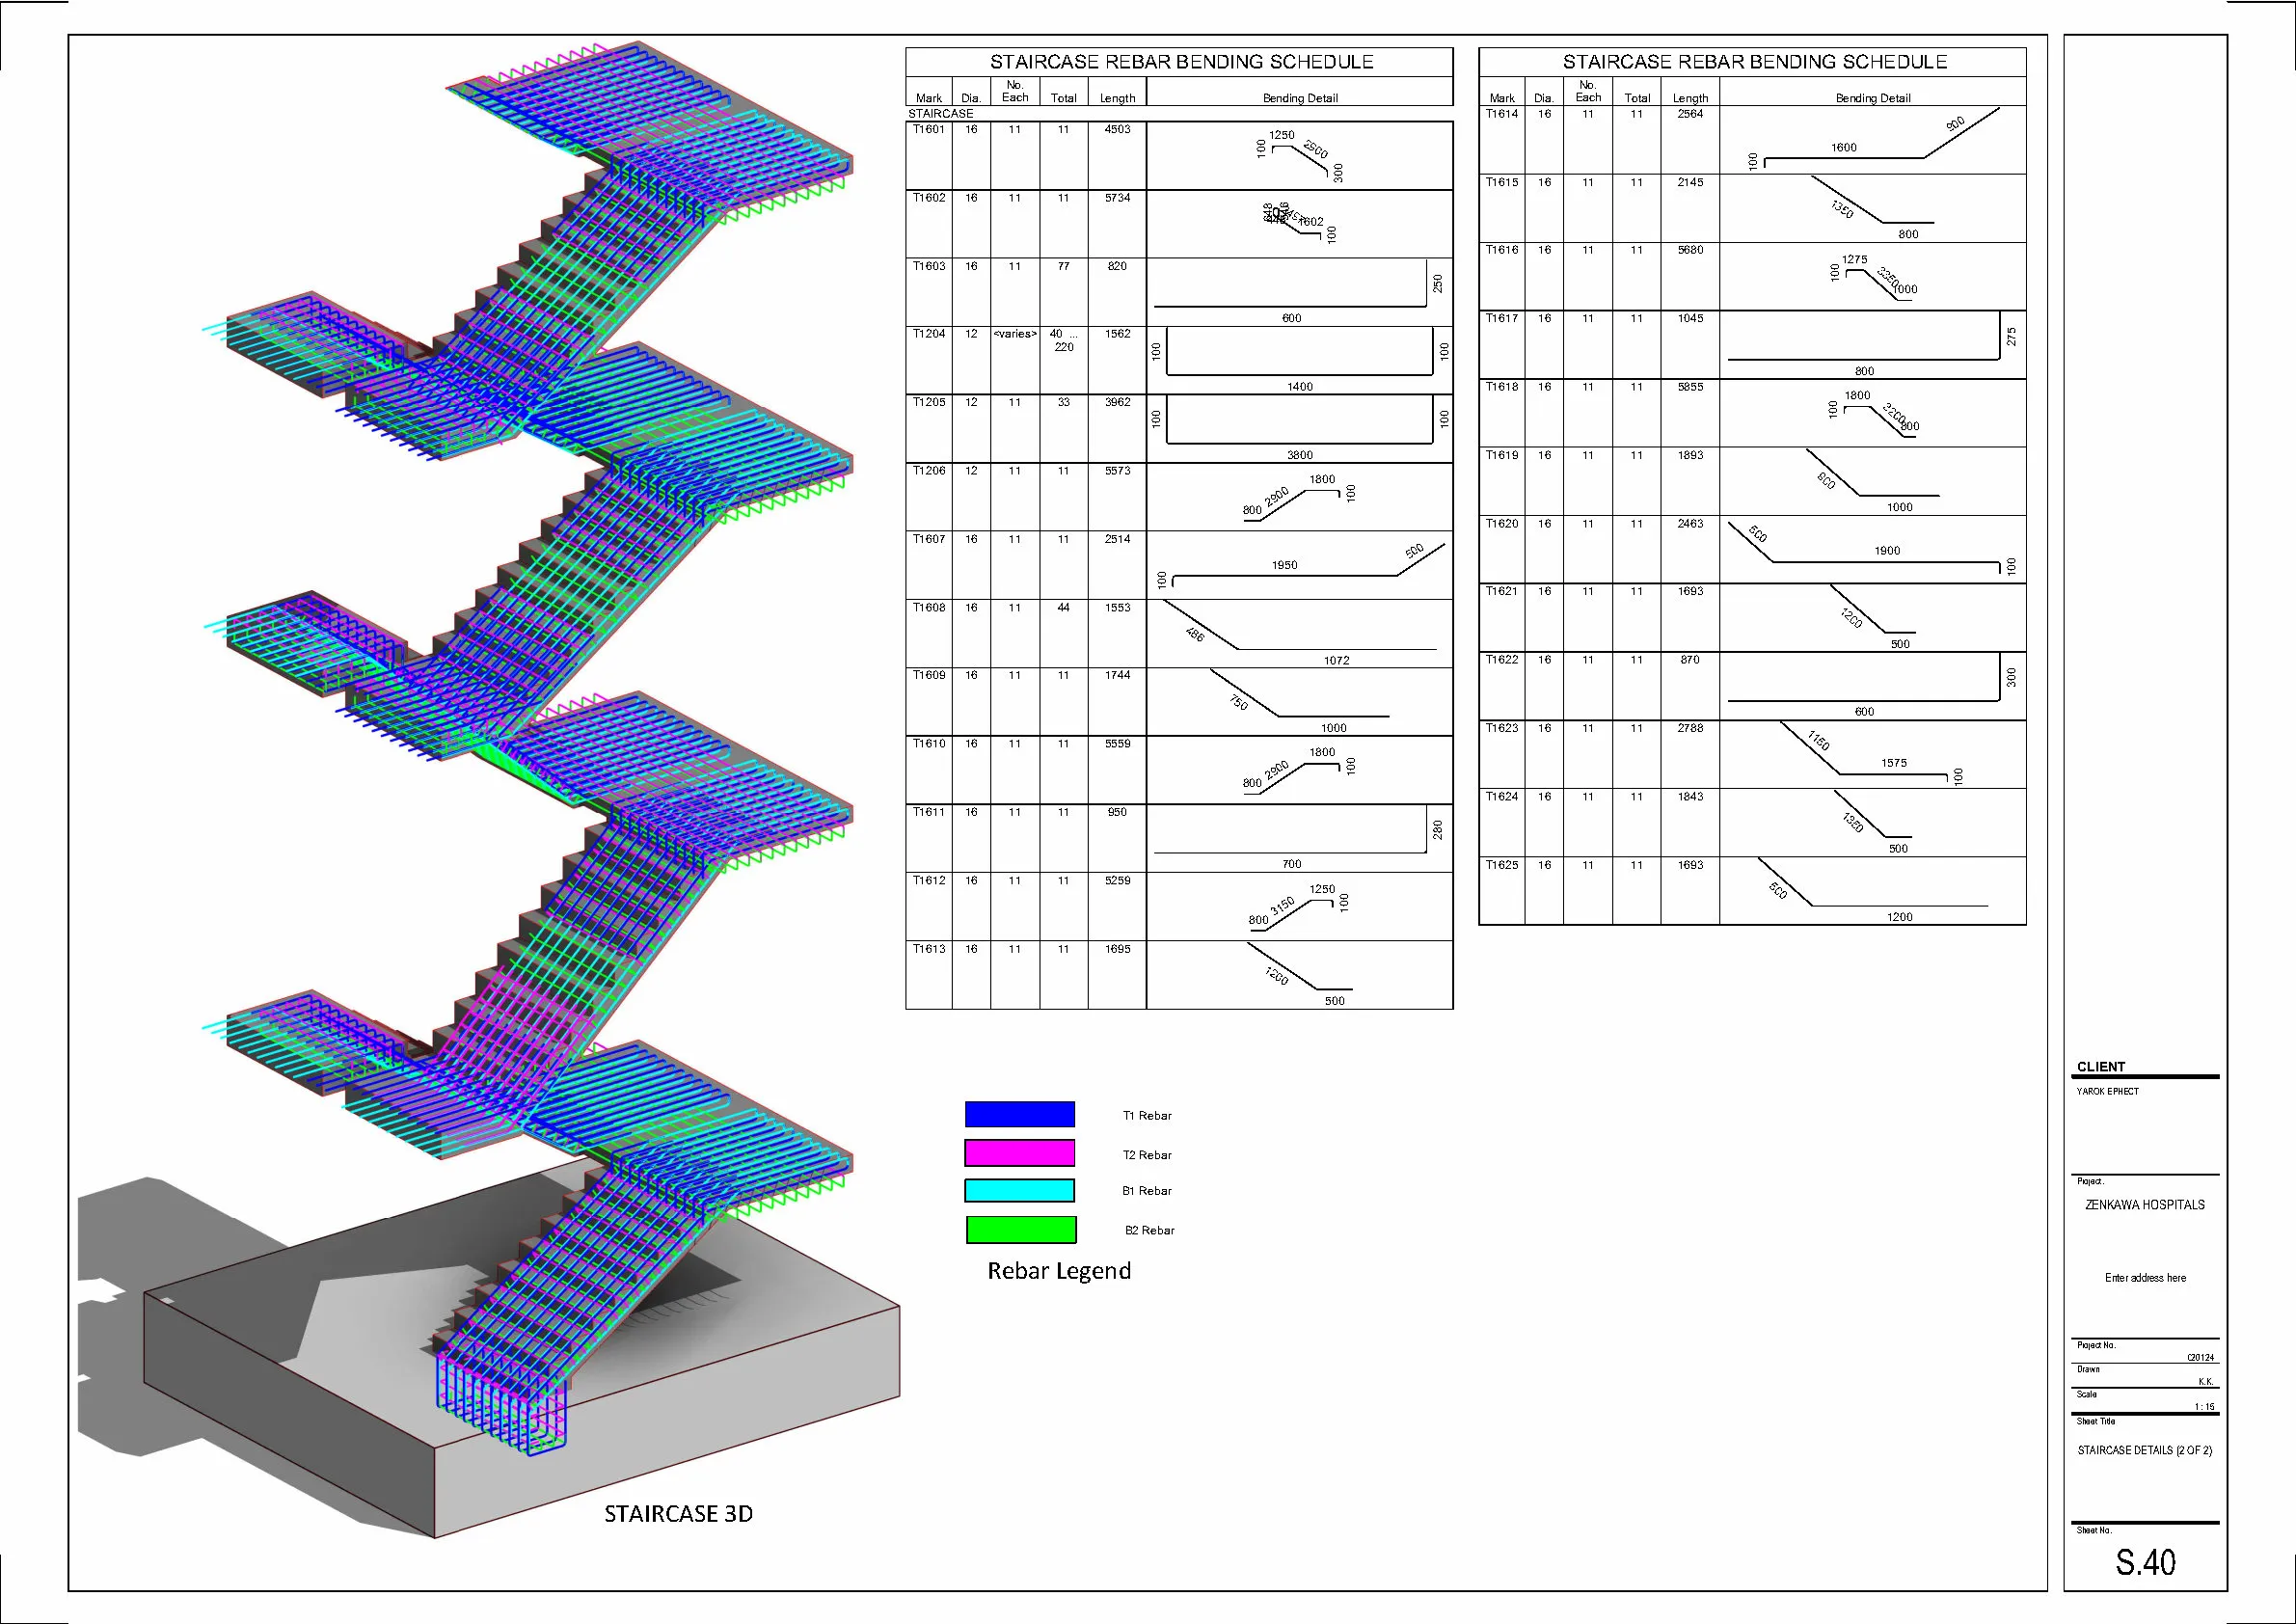 STAIRCASE REBAR BENDING SCHEDULE
Mark Dia. No. Each Total Length Bending Detail
STAIRCASE
T1601 16 11 11 4503 100 1250 2900 300
T1602 16 11 11 5734 1602 100
T1603 16 11 77 820 600 250
T1204 12 <varies> 40 ... 220 1562 100 1400 100
T1205 12 11 33 3962 100 3800 100
T1206 12 11 11 5573 800 2900 1800 100
T1607 16 11 11 2514 100 1950 500
T1608 16 11 44 1553 486 1072
T1609 16 11 11 1744 750 1000
T1610 16 11 11 5559 800 2900 1800 100
T1611 16 11 11 950 700 280
T1612 16 11 11 5259 800 3150 1250 100
T1613 16 11 11 1695 1200 500
STAIRCASE REBAR BENDING SCHEDULE
Mark Dia. No. Each Total Length Bending Detail
T1614 16 11 11 2564 100 1600 900
T1615 16 11 11 2145 1350 800
T1616 16 11 11 5680 100 1275 3350 1000
T1617 16 11 11 1045 800 275
T1618 16 11 11 5855 100 1800 3200 800
T1619 16 11 11 1893 1000
T1620 16 11 11 2463 500 1900 100
T1621 16 11 11 1693 1200 500
T1622 16 11 11 870 600 300
T1623 16 11 11 2788 1150 1575 100
T1624 16 11 11 1843 1350 500
T1625 16 11 11 1693 500 1200
T1 Rebar
T2 Rebar
B1 Rebar
B2 Rebar
Rebar Legend
STAIRCASE 3D
CLIENT
YAROK EPHECT
Project.
ZENKAWA HOSPITALS
Enter address here
Project No.
C20124
Drawn
K.K.
Scale
1 : 15
Sheet Title
STAIRCASE DETAILS (2 OF 2)
Sheet No.
S.40